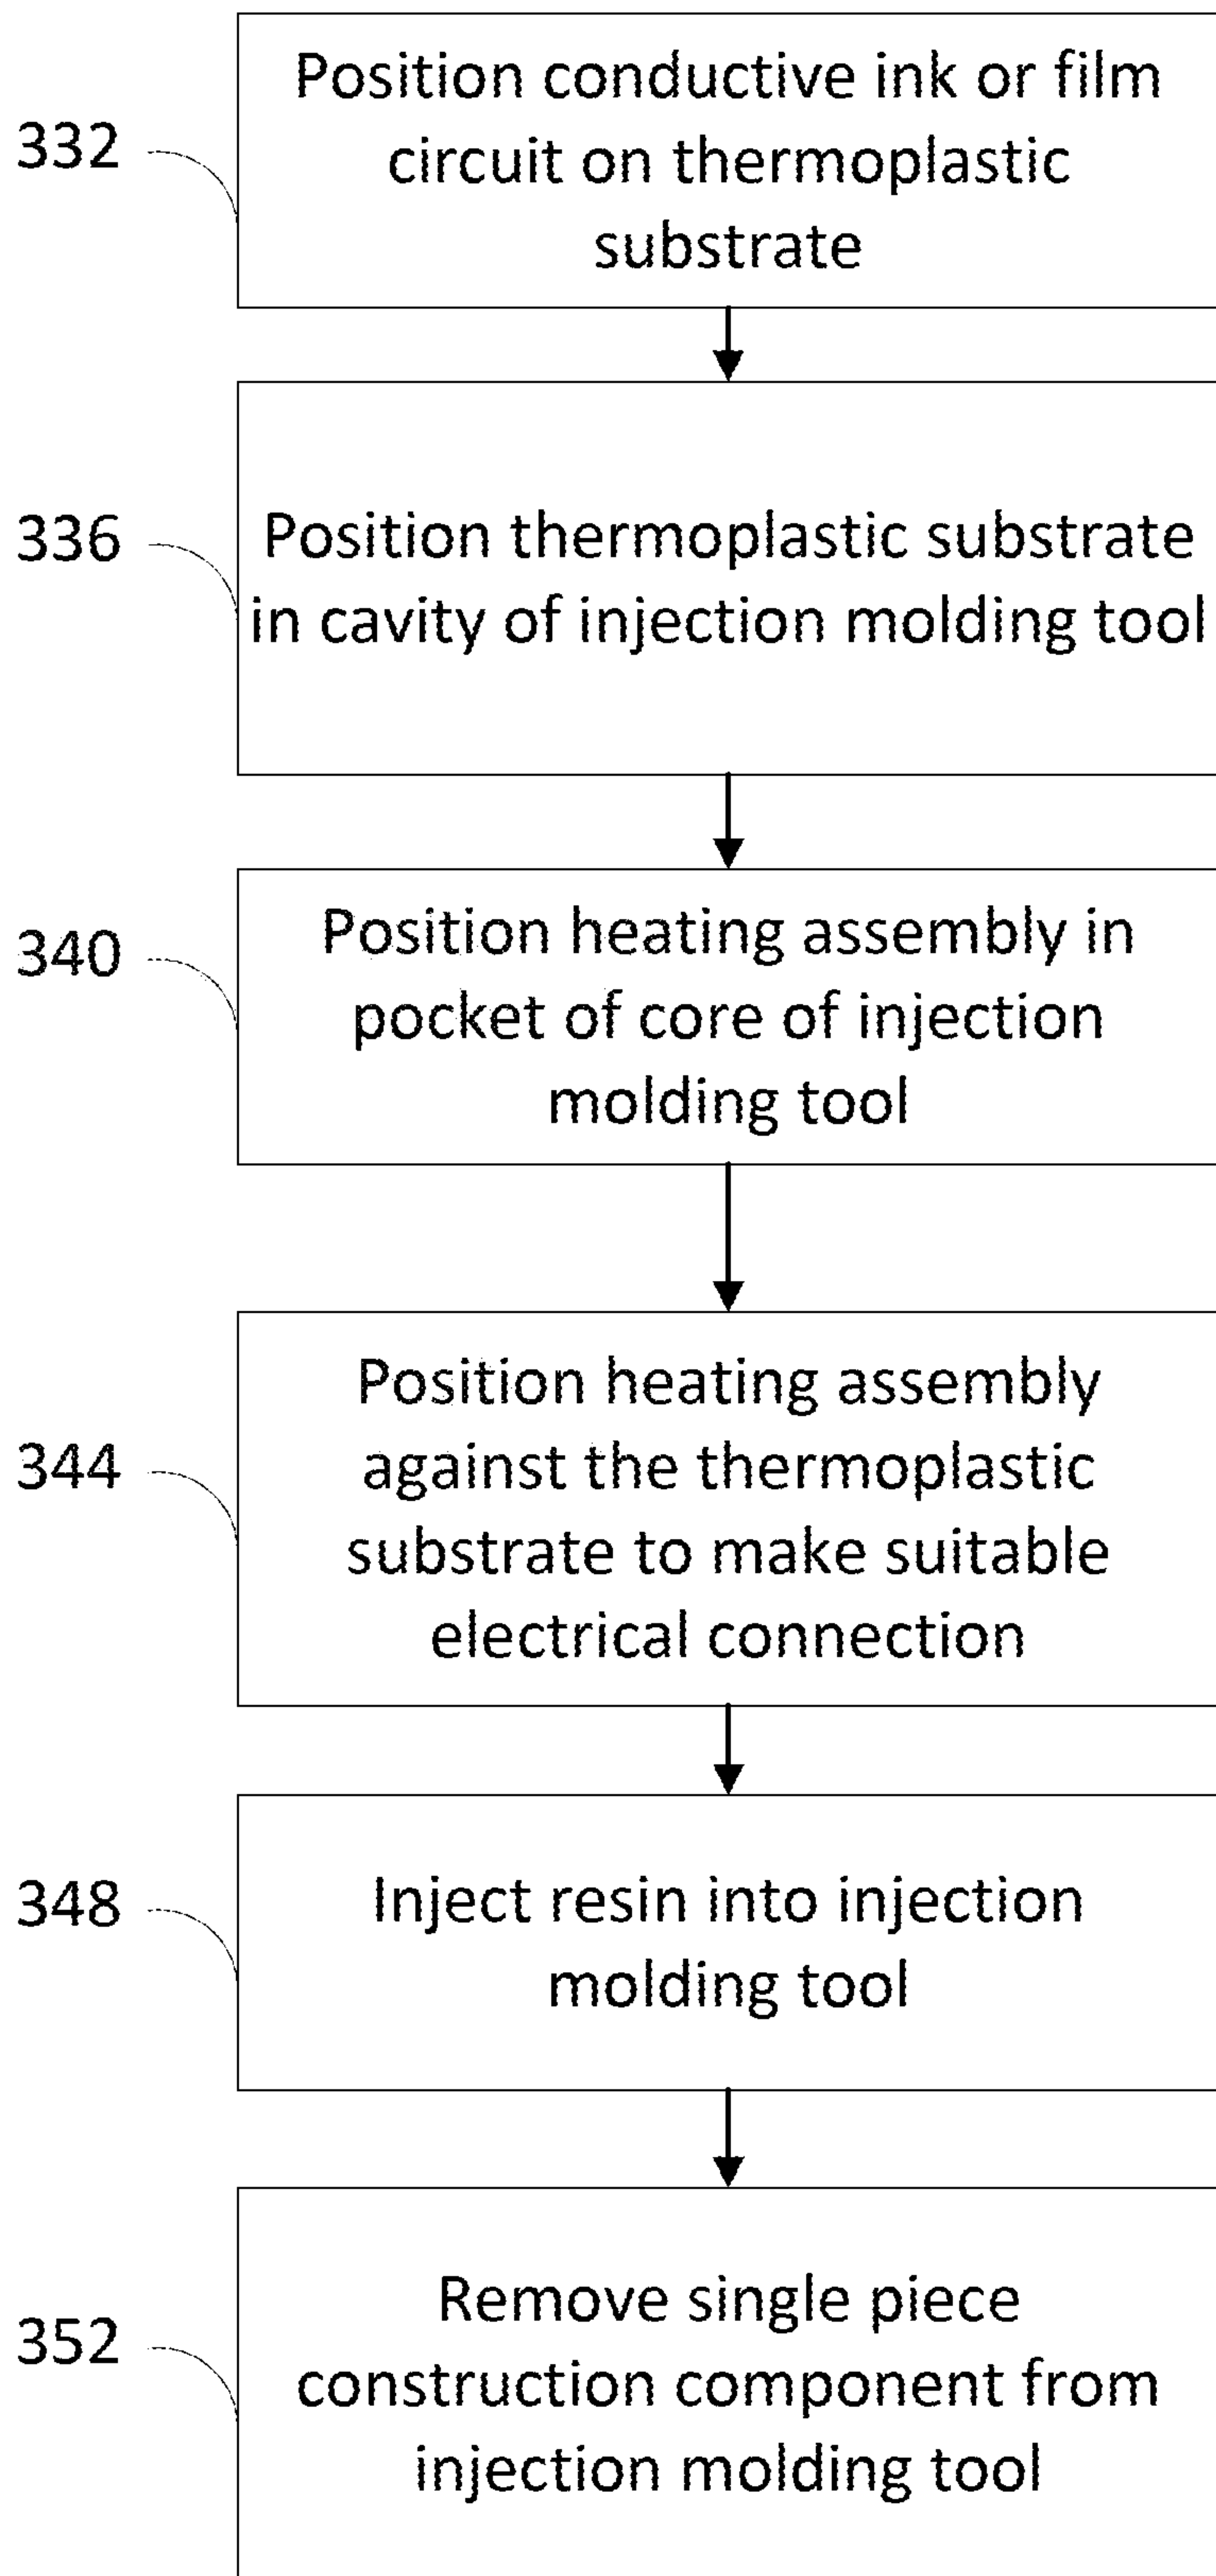 332
Position conductive ink or film
circuit on thermoplastic
substrate
336
Position thermoplastic substrate
in cavity of injection molding tool
340
Position heating assembly in
pocket of core of injection
molding tool
344
Position heating assembly
against the thermoplastic
substrate to make suitable
electrical connection
348
Inject resin into injection
molding tool
352
Remove single piece
construction component from
injection molding tool